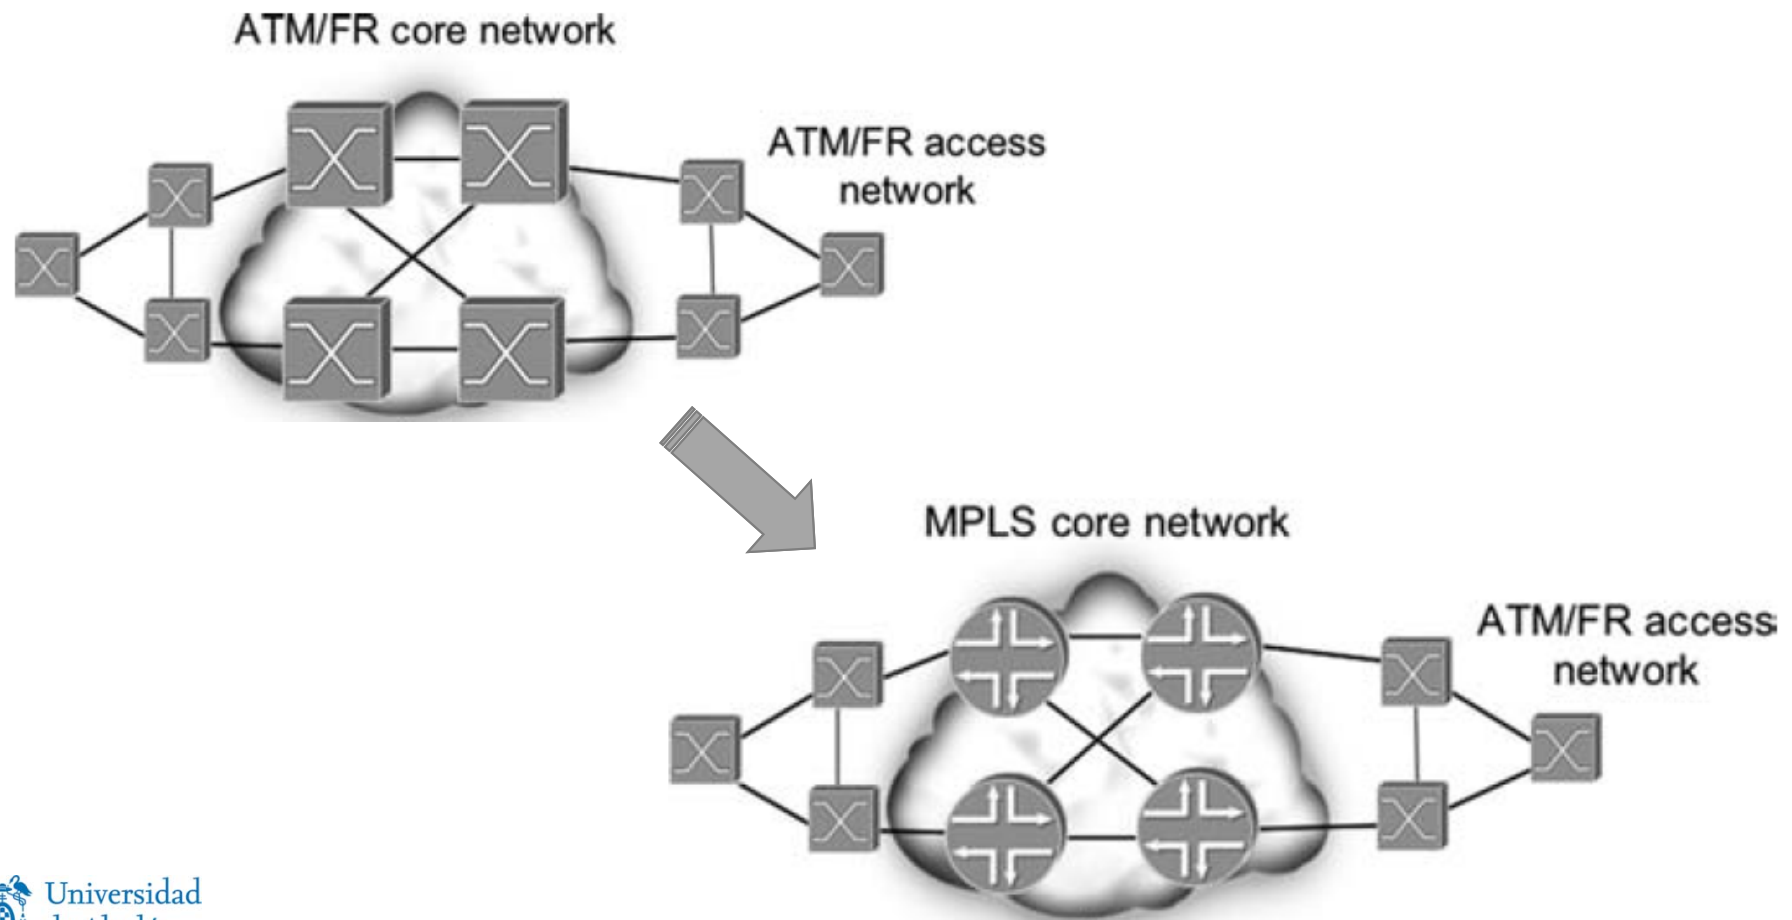 ATM/FR core network
ATM/FR access
network
MPLS core network
ATM/FR access
network
Universidad